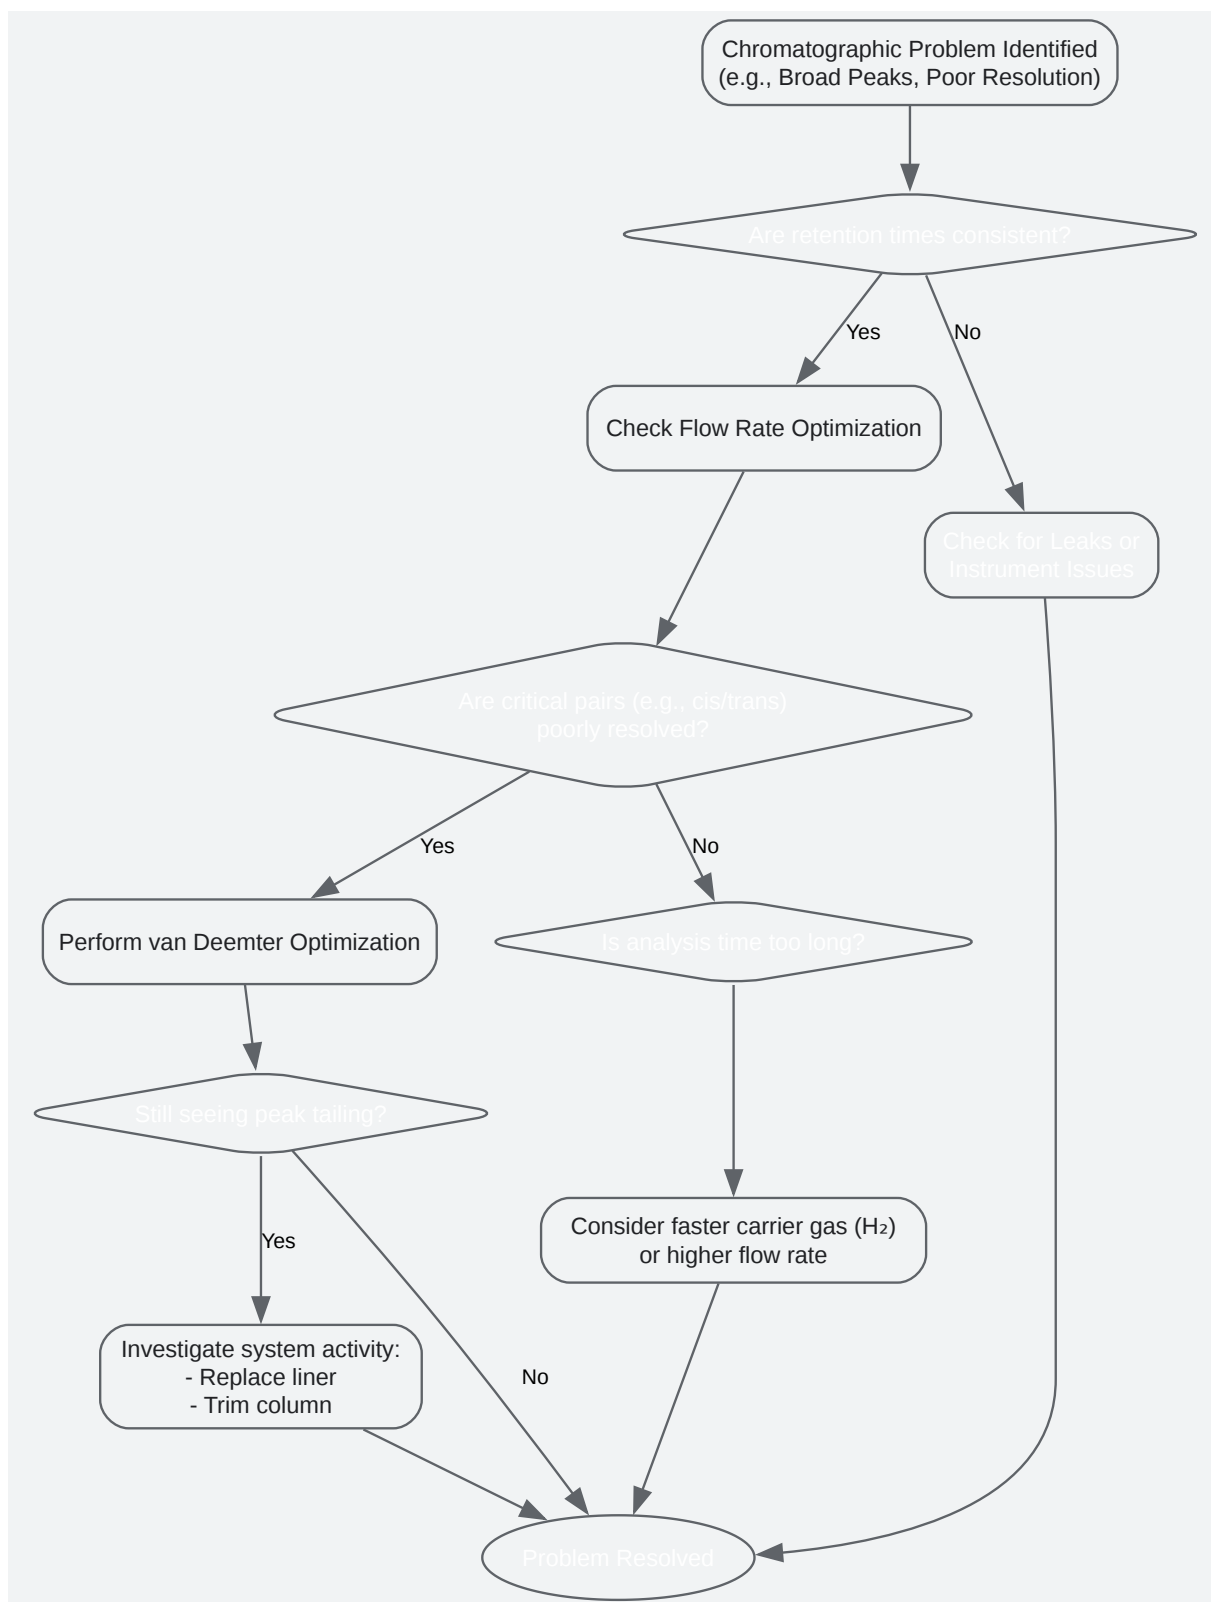 Chromatographic Problem Identified
(e.g., Broad Peaks, Poor Resolution)
Are retention times consistent?
Yes
No
Check Flow Rate Optimization
Check for Leaks or
Instrument Issues
Are critical pairs (e.g., cis/trans)
poorly resolved?
Yes
No
Perform van Deemter Optimization
Is analysis time too long?
Still seeing peak tailing?
Yes
Consider faster carrier gas (H₂)
or higher flow rate
Investigate system activity:
- Replace liner
- Trim column
No
Problem Resolved